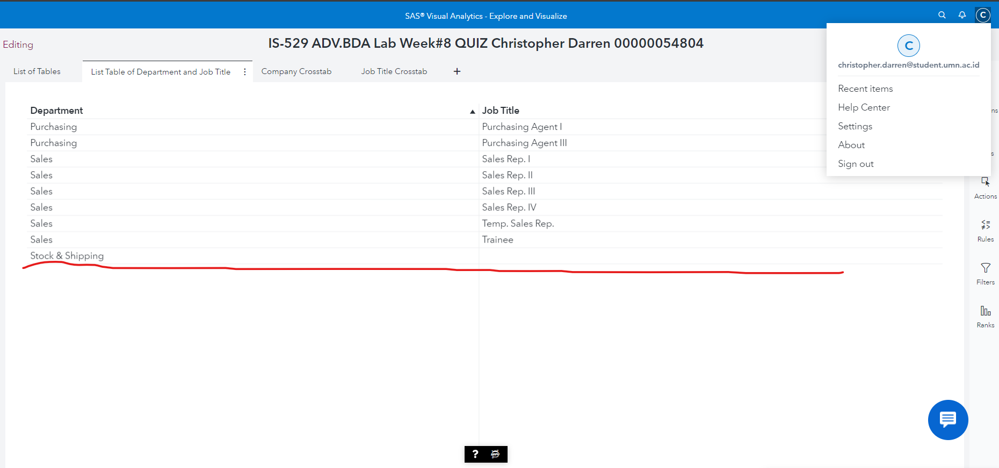 SAS® Visual Analytics - Explore and Visualize
C
Editing
IS-529 ADV.BDA Lab Week#8 QUIZ Christopher Darren 00000054804
C
christopher.darren@student.umn.ac.id
Recent items
Help Center
Settings
About
Sign out
List of Tables
List Table of Department and Job Title
Company Crosstab
Job Title Crosstab
+
Department
Job Title
Purchasing
Purchasing Agent I
Purchasing
Purchasing Agent III
Sales
Sales Rep. I
Sales
Sales Rep. II
Sales
Sales Rep. III
Sales
Sales Rep. IV
Sales
Temp. Sales Rep.
Sales
Trainee
Stock & Shipping
ns
s
Actions
Rules
Filters
Ranks
?